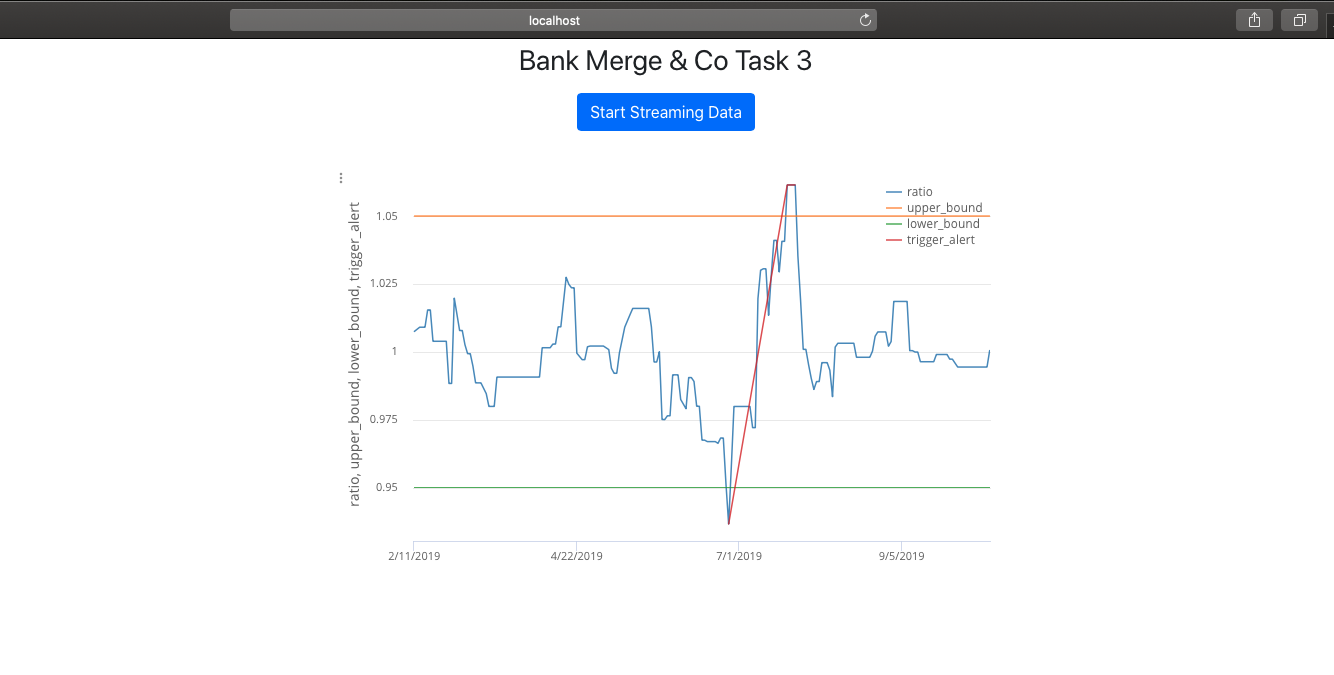 localhost
Bank Merge & Co Task 3
Start Streaming Data
ratio
upper_bound
lower_bound
trigger_alert
ratio, upper_bound, lower_bound, trigger_alert
1.05
1.025
1
0.975
0.95
2/11/2019
4/22/2019
7/1/2019
9/5/2019